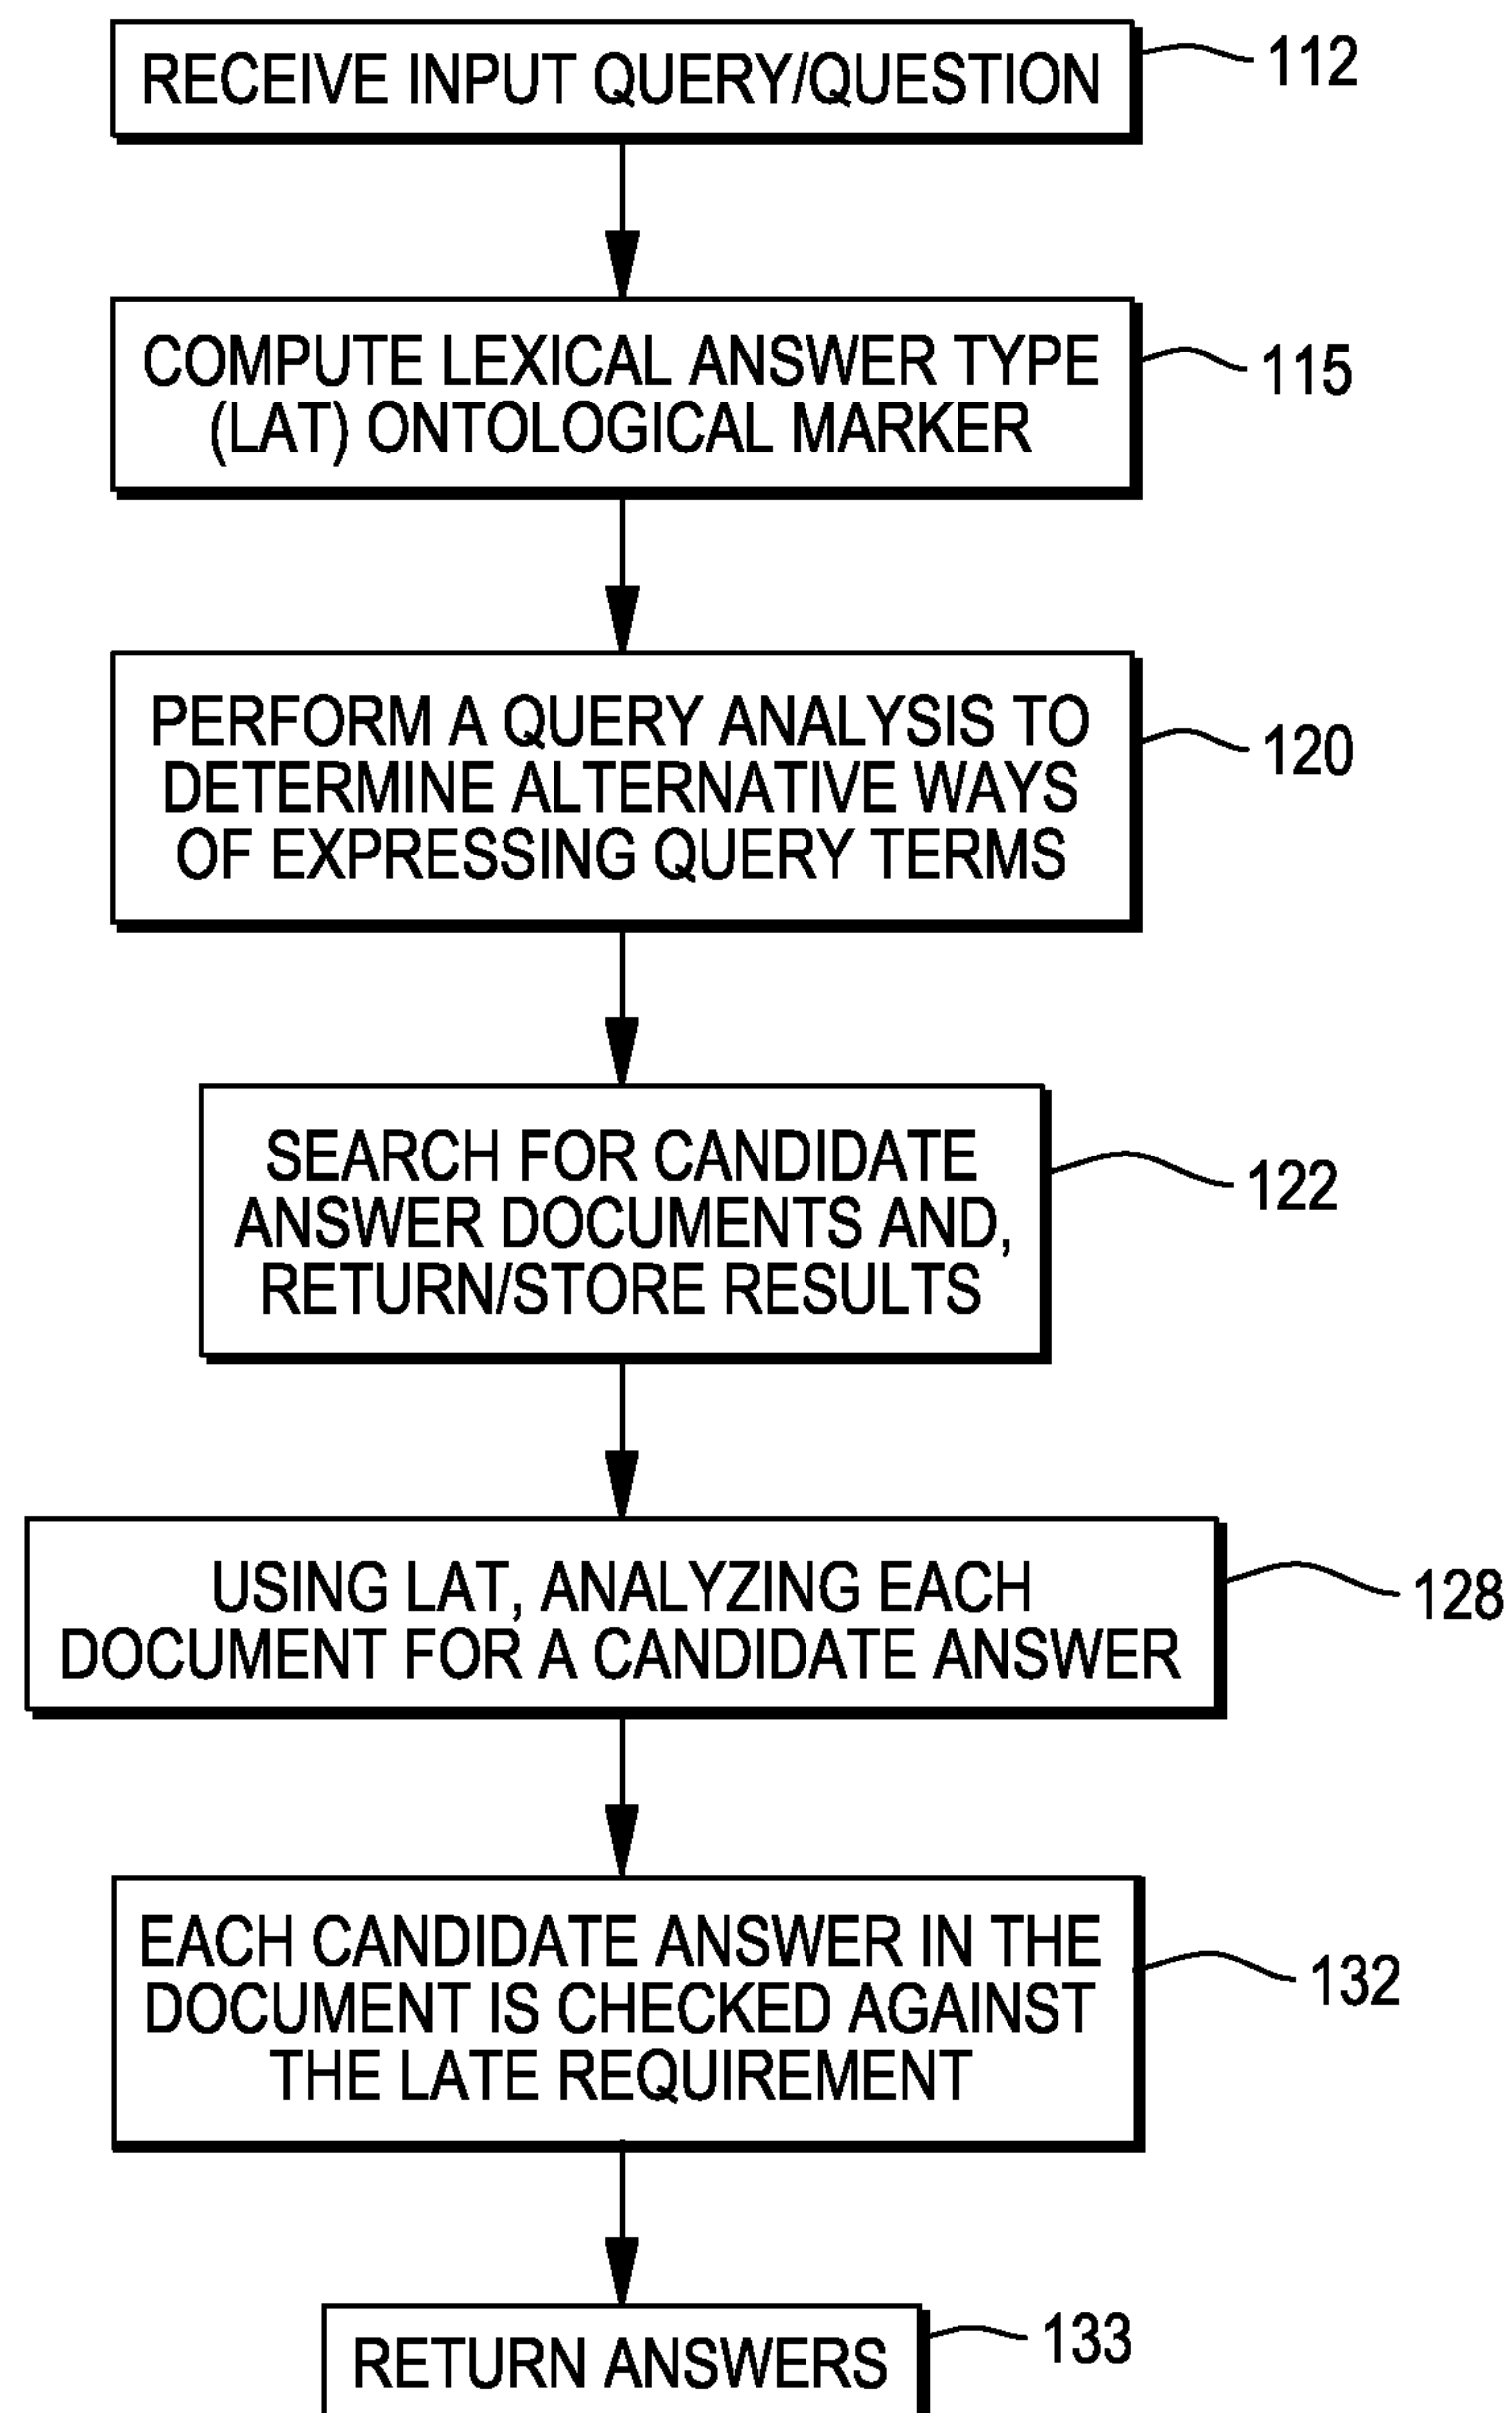 RECEIVE INPUT QUERY/QUESTION
112
COMPUTE LEXICAL ANSWER TYPE
(LAT) ONTOLOGICAL MARKER
115
PERFORM A QUERY ANALYSIS TO
DETERMINE ALTERNATIVE WAYS
OF EXPRESSING QUERY TERMS
120
SEARCH FOR CANDIDATE
ANSWER DOCUMENTS AND,
RETURN/STORE RESULTS
122
USING LAT, ANALYZING EACH
DOCUMENT FOR A CANDIDATE ANSWER
128
EACH CANDIDATE ANSWER IN THE
DOCUMENT IS CHECKED AGAINST
THE LATE REQUIREMENT
132
RETURN ANSWERS
133